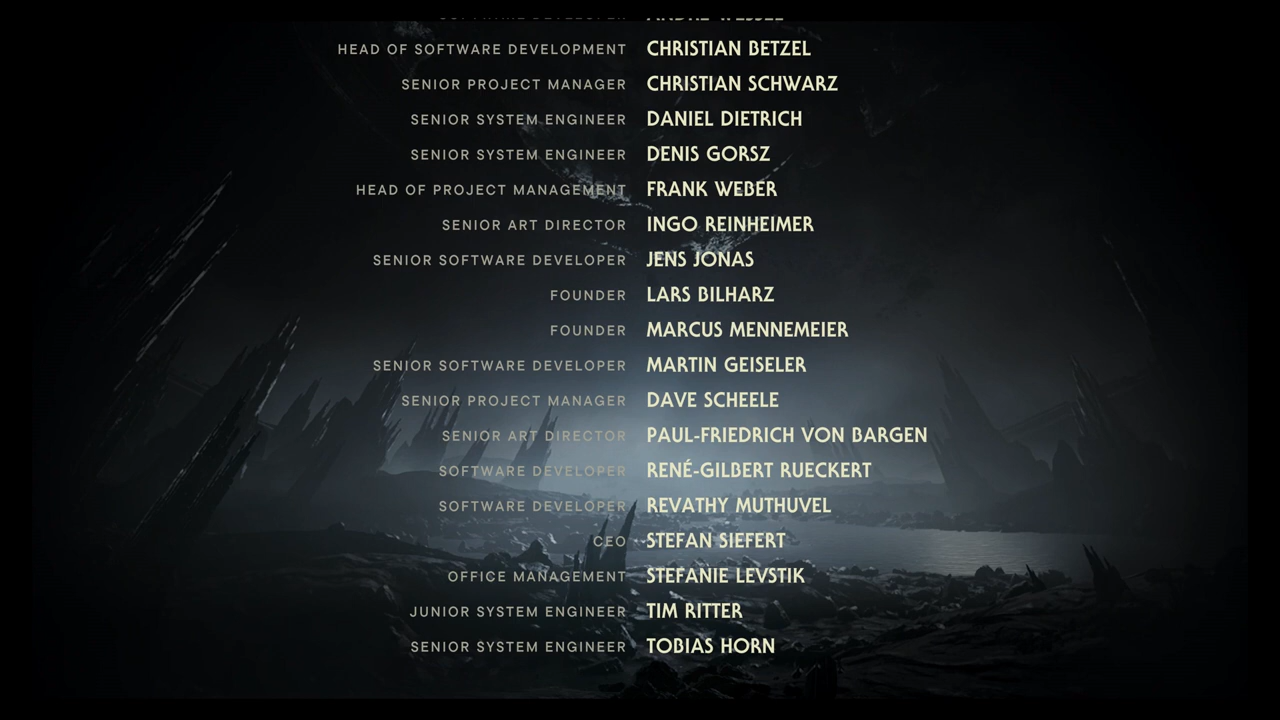 HEAD OF SOFTWARE DEVELOPMENT CHRISTIAN BETZEL
SENIOR PROJECT MANAGER CHRISTIAN SCHWARZ
SENIOR SYSTEM ENGINEER DANIEL DIETRICH
SENIOR SYSTEM ENGINEER DENIS GORSZ
HEAD OF PROJECT MANAGEMENT FRANK WEBER
SENIOR ART DIRECTOR INGO REINHEIMER
SENIOR SOFTWARE DEVELOPER JENS JONAS
FOUNDER LARS BILHARZ
FOUNDER MARCUS MENNEMEIER
SENIOR SOFTWARE DEVELOPER MARTIN GEISELER
SENIOR PROJECT MANAGER DAVE SCHEELE
SENIOR ART DIRECTOR PAUL-FRIEDRICH VON BARGEN
SOFTWARE DEVELOPER RENÉ-GILBERT RUECKERT
SOFTWARE DEVELOPER REVATHY MUTHUVEL
CEO STEFAN SIEFERT
OFFICE MANAGEMENT STEFANIE LEVSTIK
JUNIOR SYSTEM ENGINEER TIM RITTER
SENIOR SYSTEM ENGINEER TOBIAS HORN